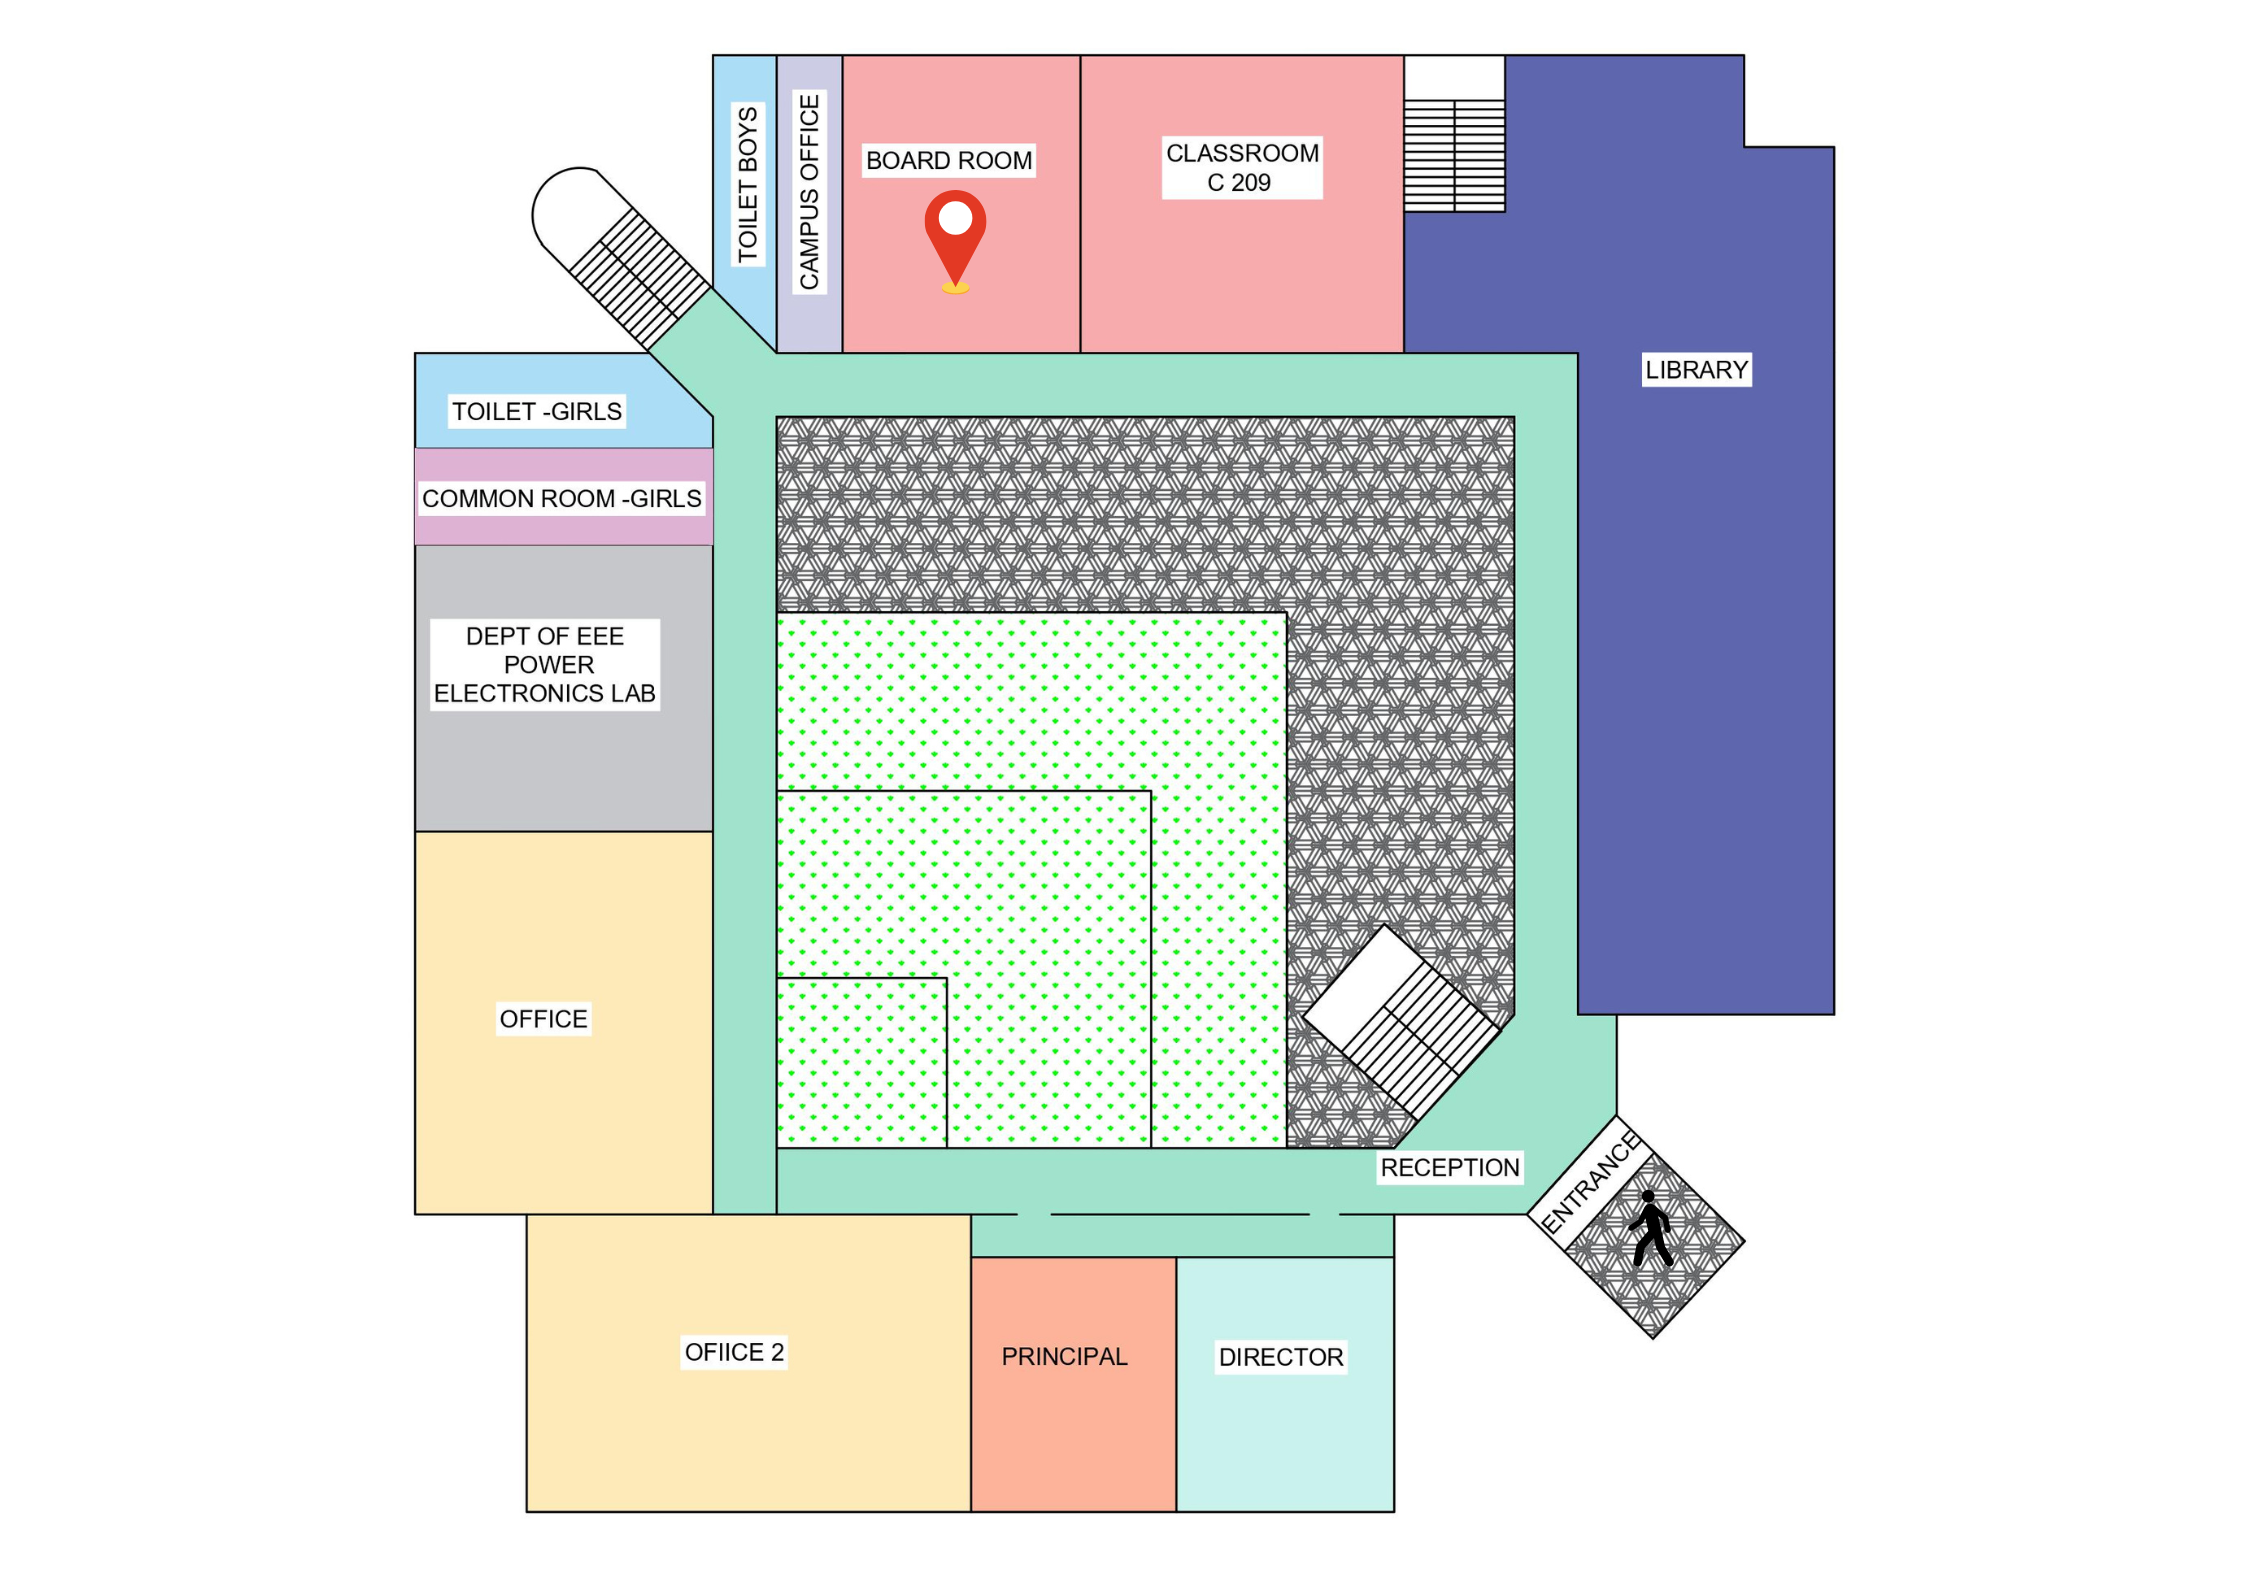 TOILET BOYS
CAMPUS OFFICE
BOARD ROOM
CLASSROOM
C 209
LIBRARY
TOILET -GIRLS
COMMON ROOM -GIRLS
DEPT OF EEE
POWER
ELECTRONICS LAB
OFFICE
RECEPTION
ENTRANCE
OFIICE 2
PRINCIPAL
DIRECTOR